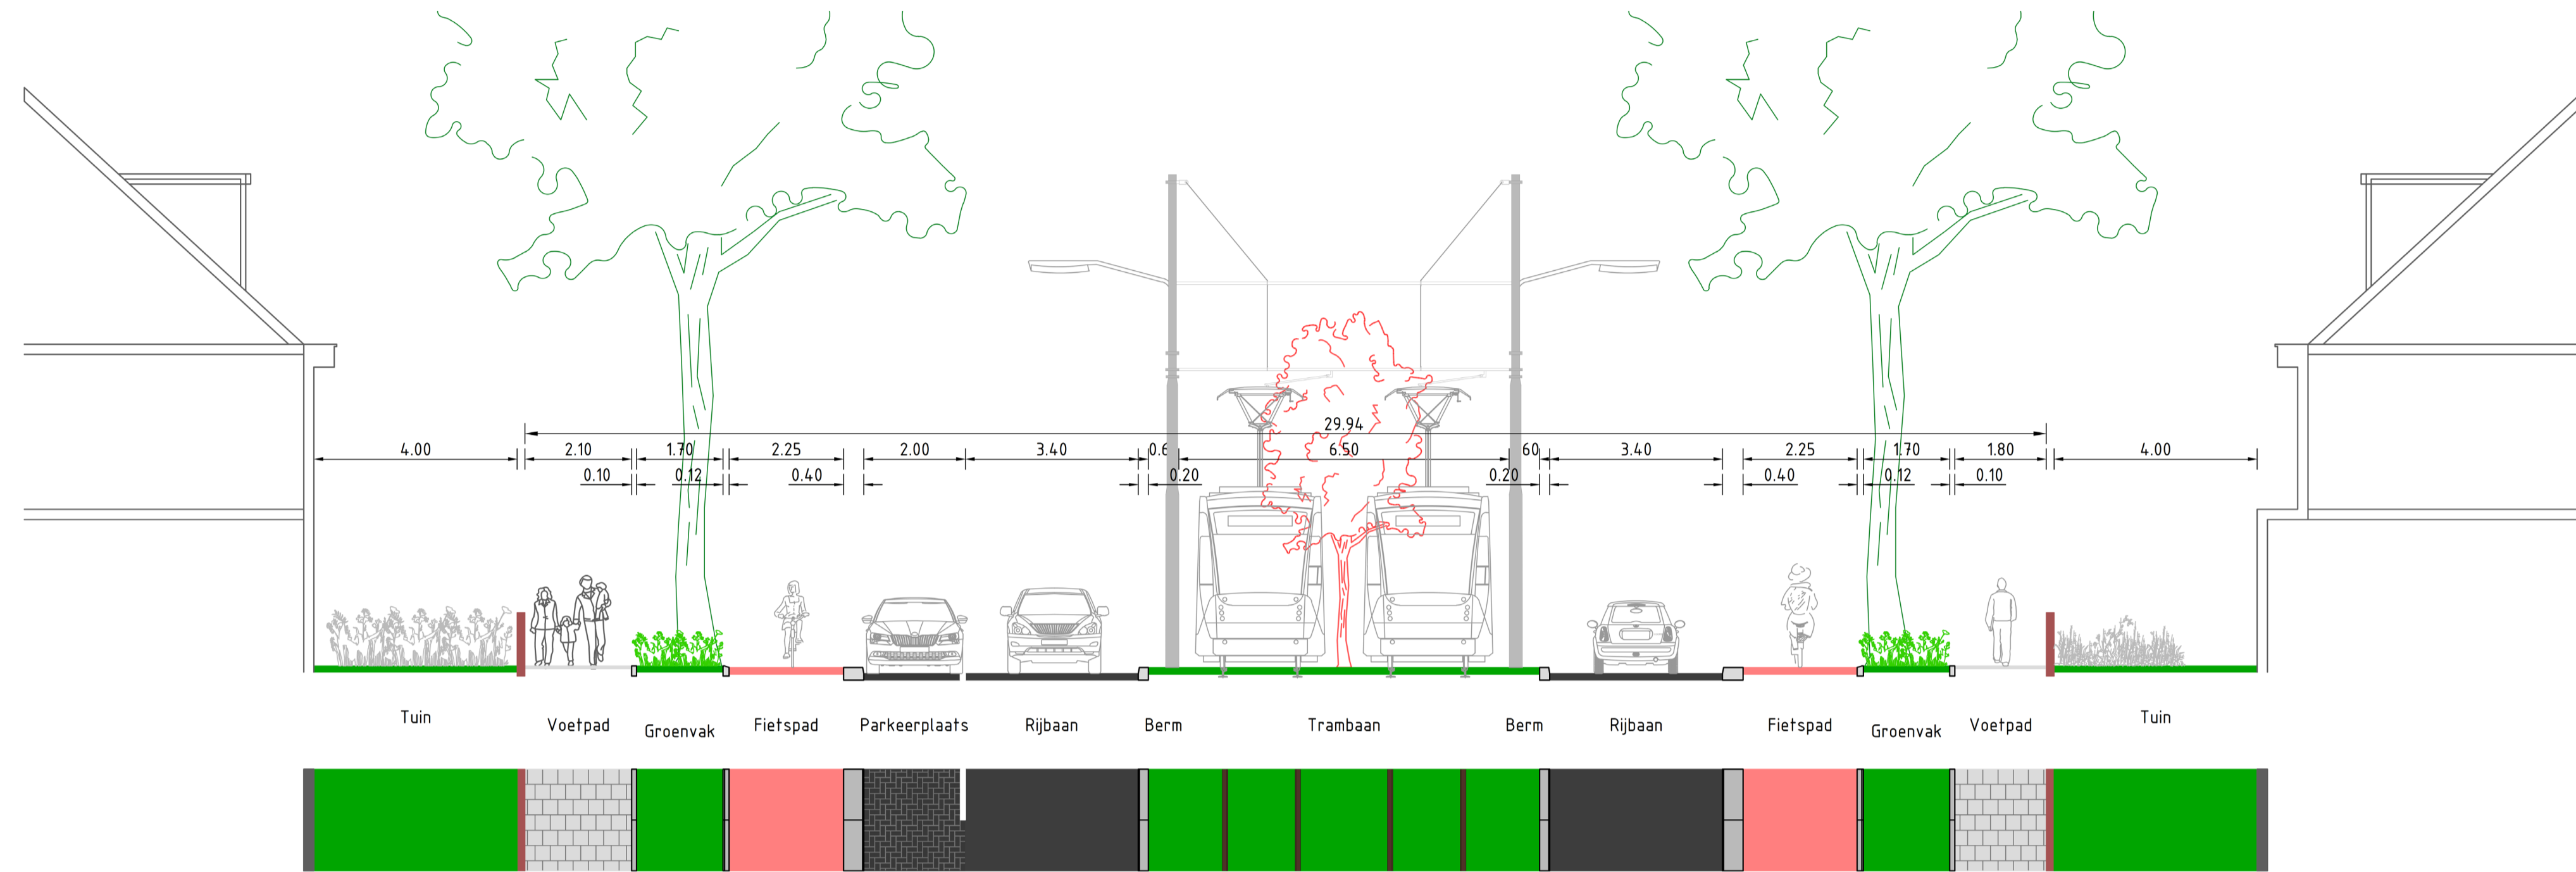 29.94
4.00 2.10 1.70 2.25 2.00 3.40 0.6 6.50 60 3.40 2.25 1.70 1.80 4.00
0.10 0.12 0.40 0.20 0.20 0.40 0.12 0.10
Tuin Voetpad Groenvak Fietspad Parkeerplaats Rijbaan Berm Trambaan Berm Rijbaan Fietspad Groenvak Voetpad Tuin